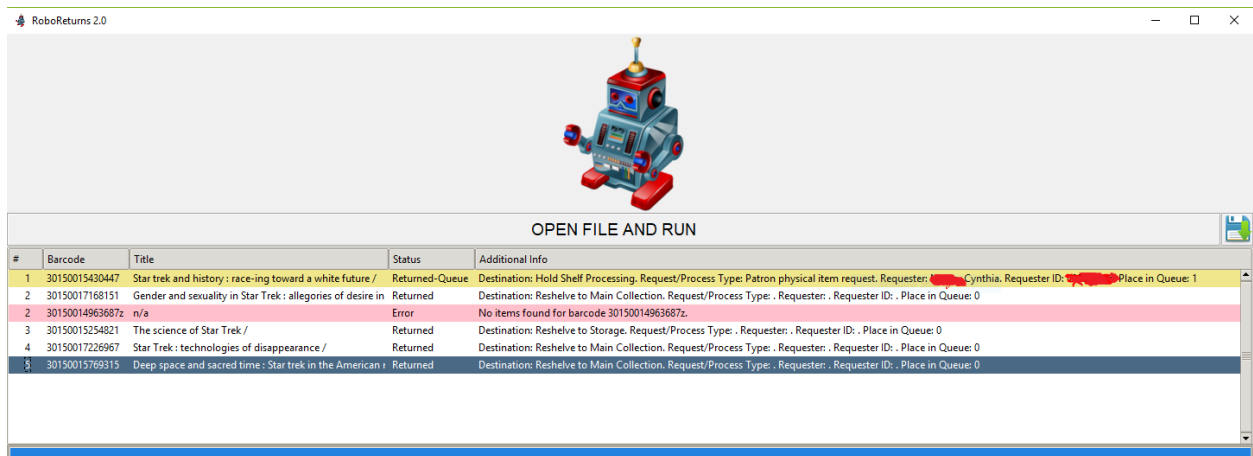 RoboReturns 2.0
OPEN FILE AND RUN
# Barcode Title Status Additional Info
1 30150015430447 Star trek and history : race-ing toward a white future / Returned-Queue Destination: Hold Shelf Processing. Request/Process Type: Patron physical item request. Requester: Cynthia. Requester ID: Place in Queue: 1
2 30150017168151 Gender and sexuality in Star Trek : allegories of desire in Returned Destination: Reshelve to Main Collection. Request/Process Type: . Requester: . Requester ID: . Place in Queue: 0
2 30150014963687z n/a Error No items found for barcode 30150014963687z.
3 30150015254821 The science of Star Trek / Returned Destination: Reshelve to Storage. Request/Process Type: . Requester: . Requester ID: . Place in Queue: 0
4 30150017226967 Star Trek : technologies of disappearance / Returned Destination: Reshelve to Main Collection. Request/Process Type: . Requester: . Requester ID: . Place in Queue: 0
5 30150015769315 Deep space and sacred time : Star trek in the American Returned Destination: Reshelve to Main Collection. Request/Process Type: . Requester: . Requester ID: . Place in Queue: 0